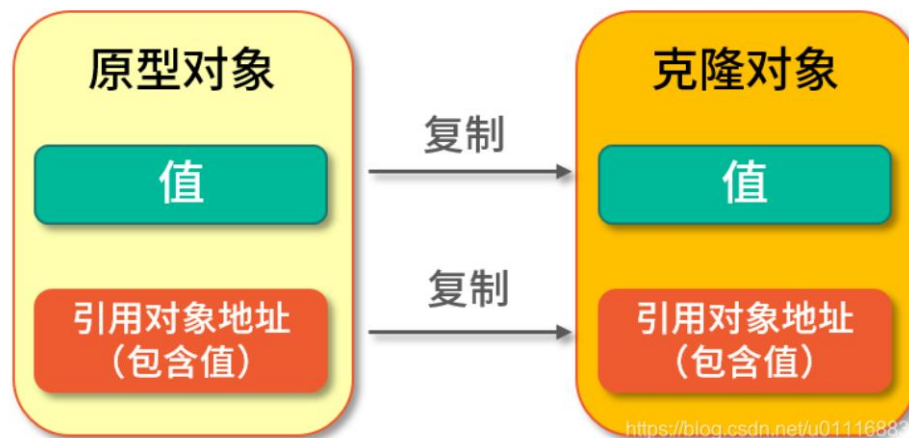 原型对象
克隆对象
复制
值
值
复制
引用对象地址
（包含值）
引用对象地址
（包含值）
https://blog.csdn.net/u01116883